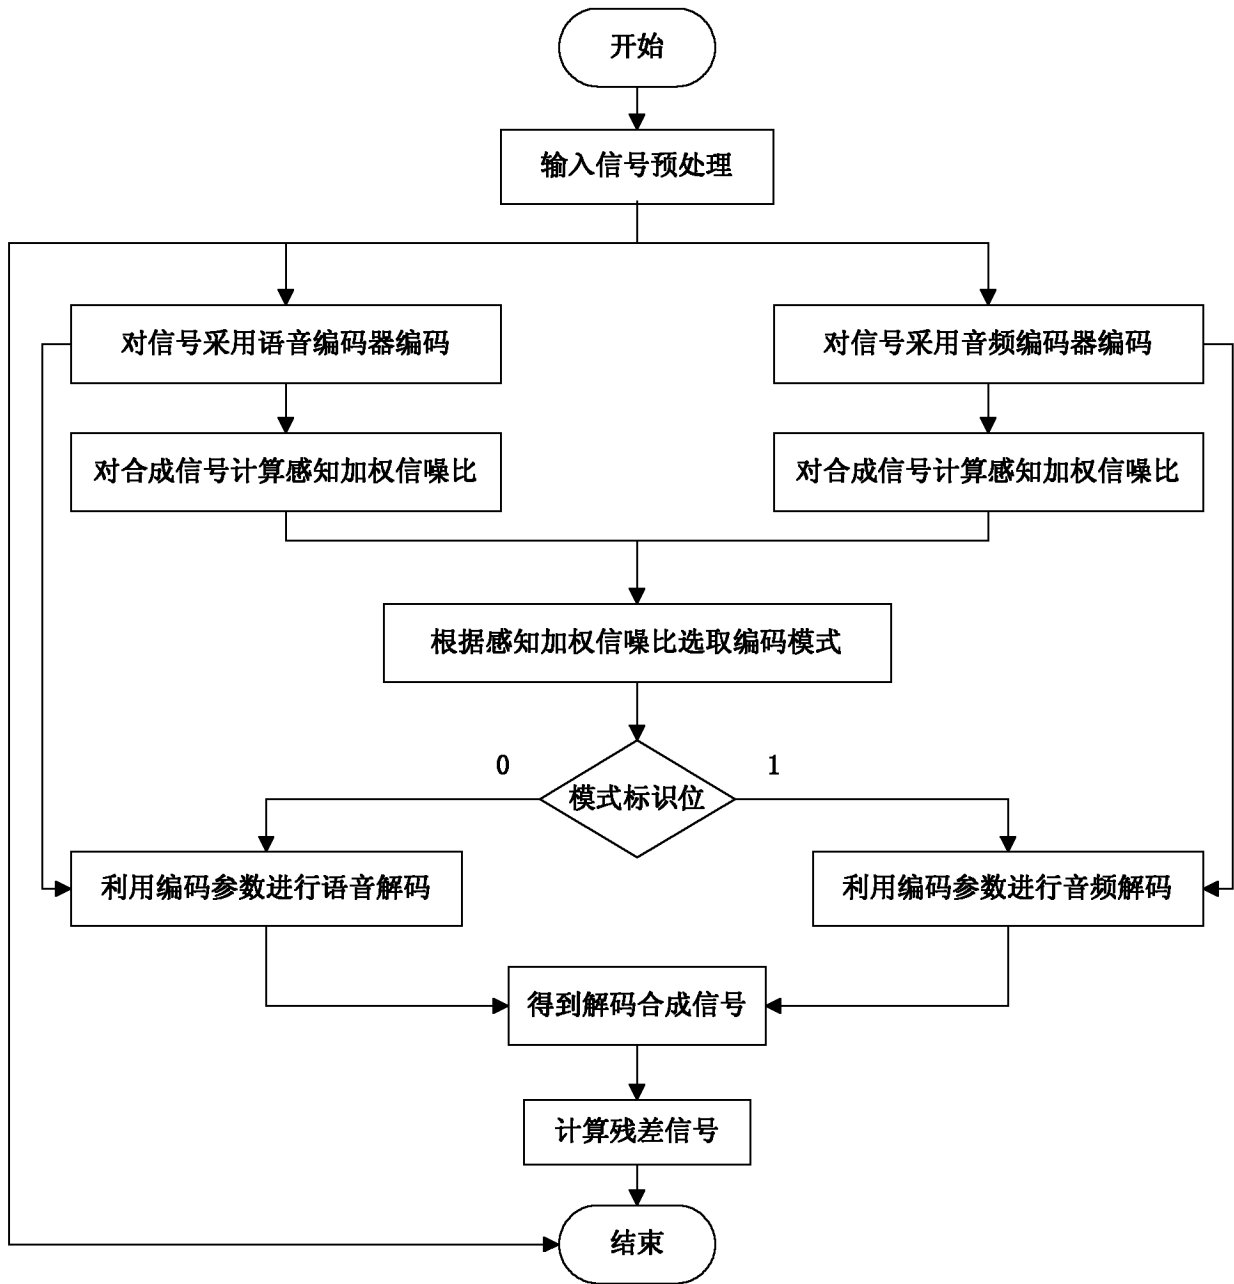 开始
输入信号预处理
对信号采用语音编码器编码
对信号采用音频编码器编码
对合成信号计算感知加权信噪比
对合成信号计算感知加权信噪比
根据感知加权信噪比选取编码模式
0
1
模式标识位
利用编码参数进行语音解码
利用编码参数进行音频解码
得到解码合成信号
计算残差信号
结束